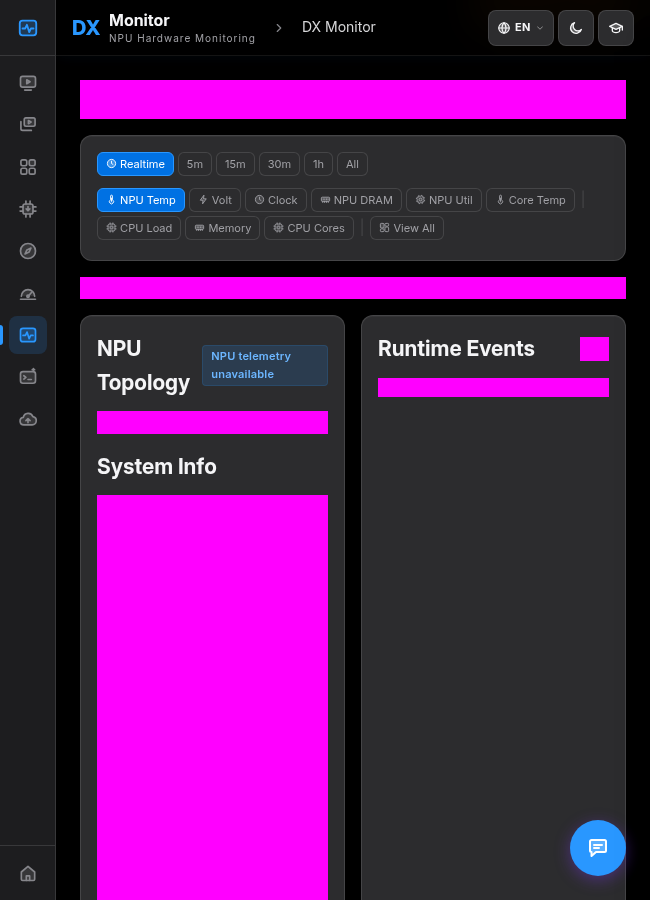 DX Monitor
NPU Hardware Monitoring
DX Monitor
EN
Realtime 5m 15m 30m 1h All
NPU Temp Volt Clock NPU DRAM NPU Util Core Temp
CPU Load Memory CPU Cores View All
NPU
Topology
NPU telemetry
unavailable
System Info
Runtime Events